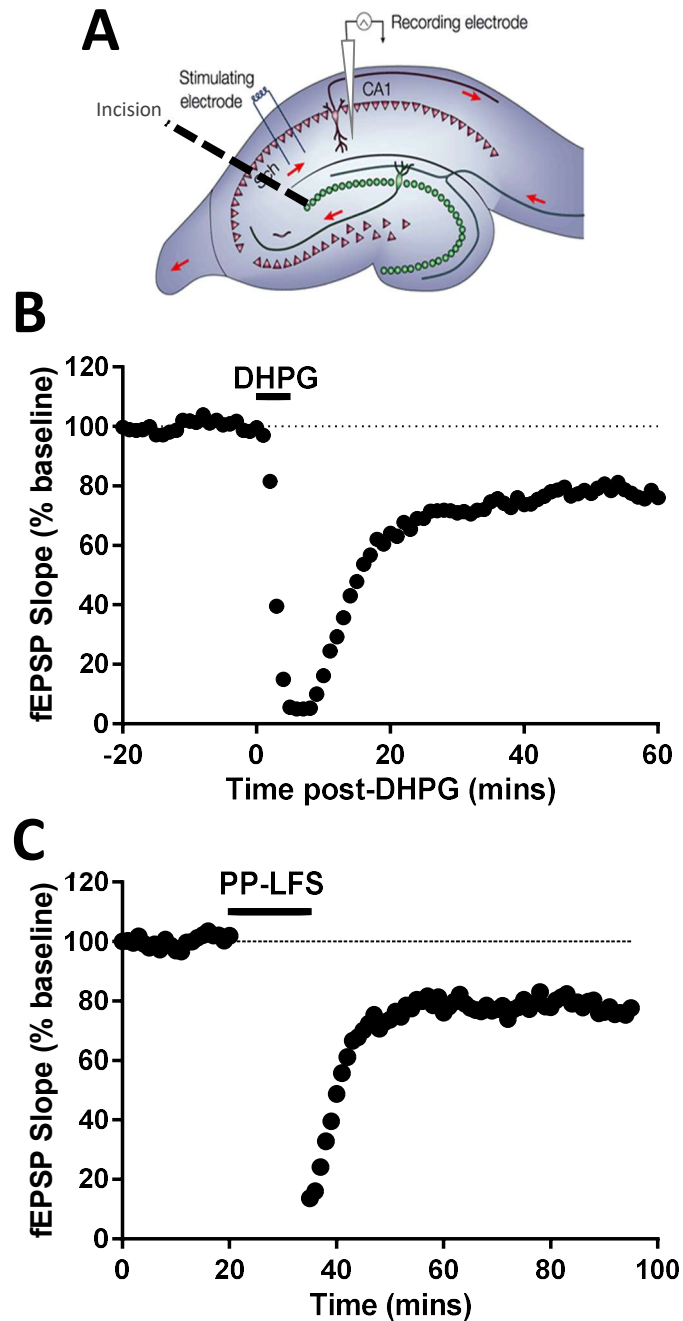 A
Recording electrode
Stimulating
electrode
CA1
Incision
B
120
DHPG
100
80
60
40
20
0
fEPSP Slope (% baseline)
-20 0 20 40 60
Time post-DHPG (mins)
C
120
PP-LFS
100
80
60
40
20
0
fEPSP Slope (% baseline)
0 20 40 60 80 100
Time (mins)